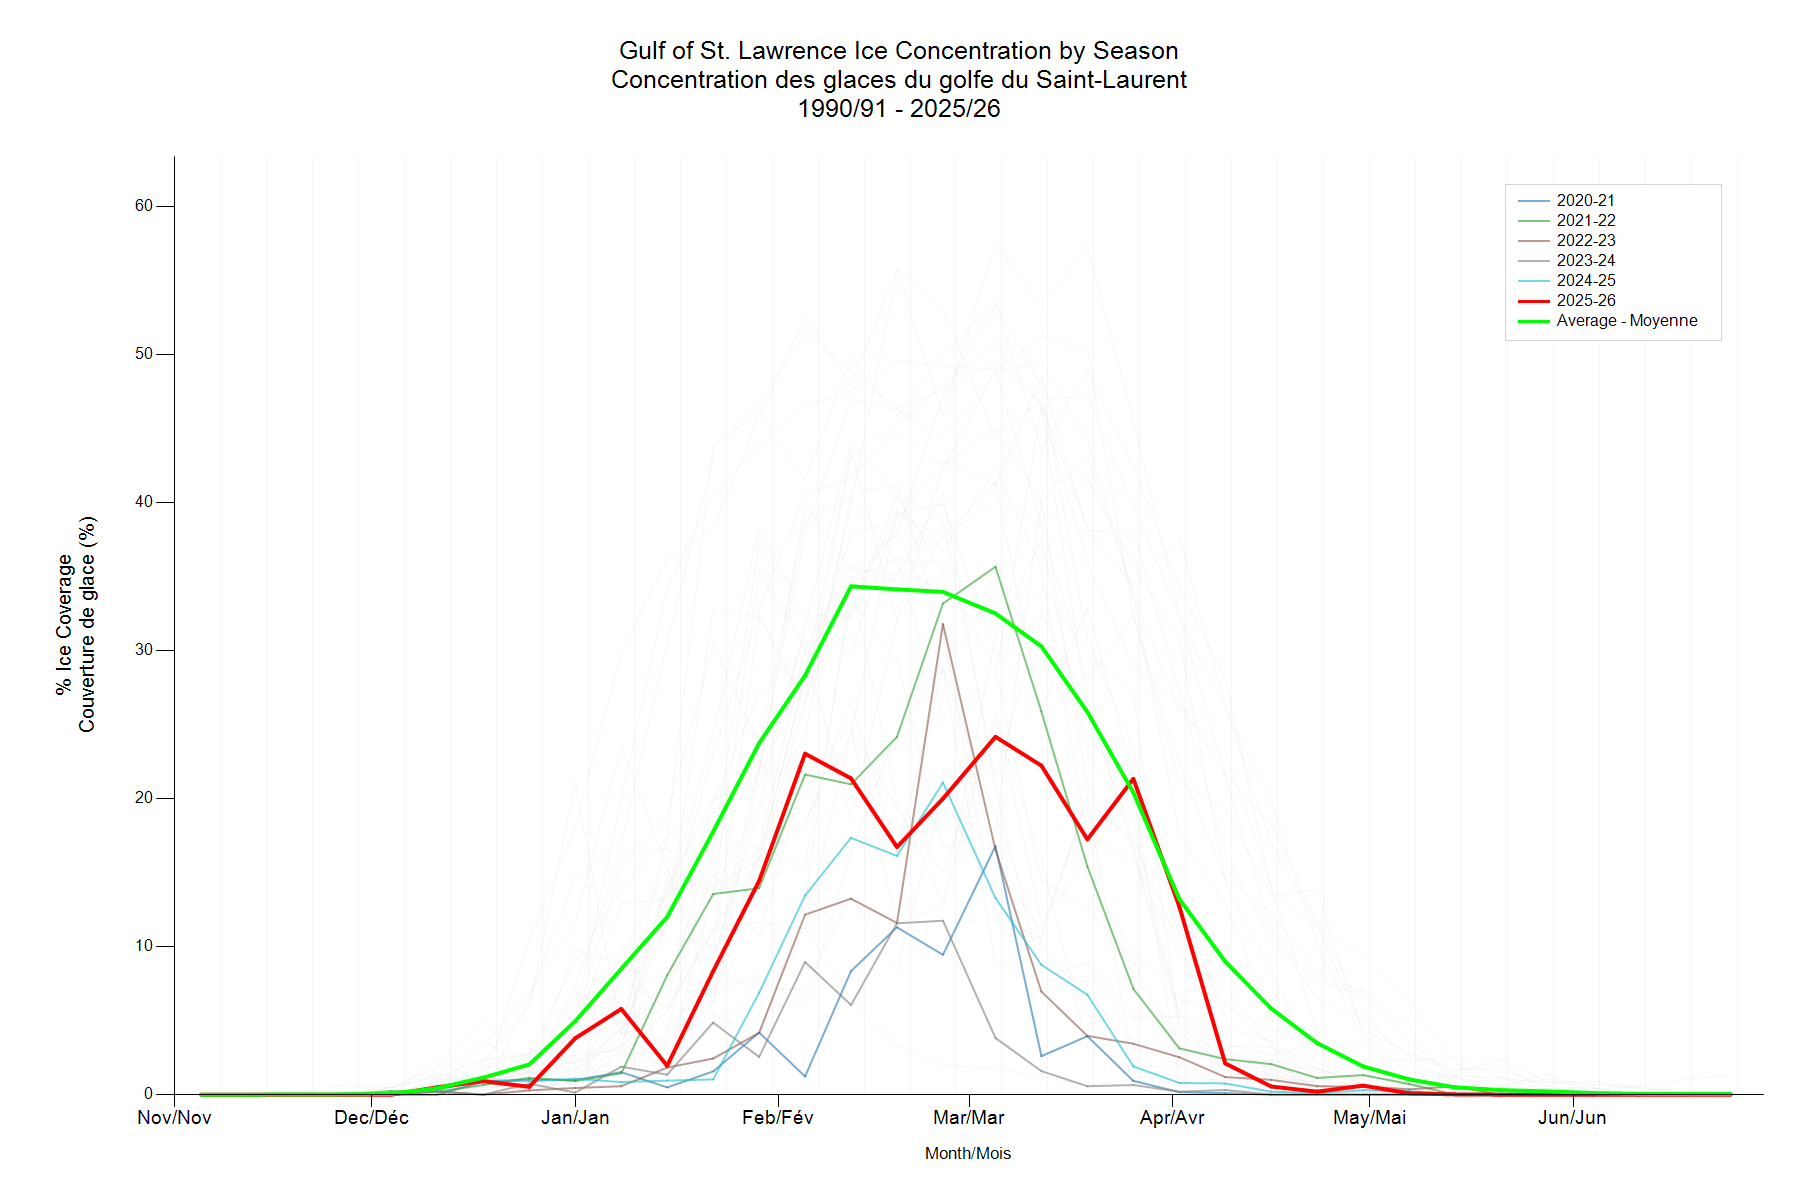 Gulf of St. Lawrence Ice Concentration by Season
Concentration des glaces du golfe du Saint-Laurent
1990/91 - 2025/26
% Ice Coverage
Couverture de glace (%)
60
50
40
30
20
10
0
2020-21
2021-22
2022-23
2023-24
2024-25
2025-26
Average - Moyenne
Nov/Nov Dec/Déc Jan/Jan Feb/Fév Mar/Mar Apr/Avr May/Mai Jun/Jun
Month/Mois